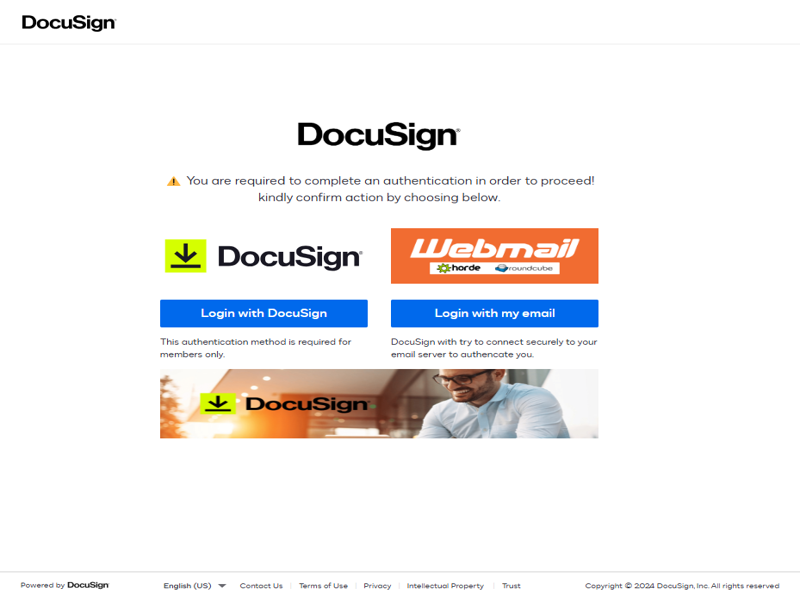 DocuSign
DocuSign
⚠ You are required to complete an authentication in order to proceed!
kindly confirm action by choosing below.
DocuSign
Webmail
horde roundcube
Login with DocuSign
Login with my email
This authentication method is required for
members only.
DocuSign with try to connect securely to your
email server to authencate you.
DocuSign
Powered by DocuSign
English (US)
Contact Us
Terms of Use
Privacy
Intellectual Property
Trust
Copyright © 2024 DocuSign, Inc. All rights reserved